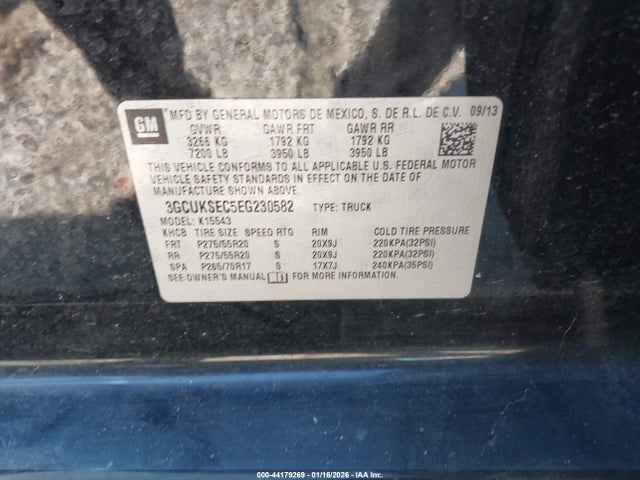 GM *MFD BY GENERAL MOTORS DE MEXICO, S. DE R.L. DE C.V. 09/13
GVWR GAWR FRT GAWR RR
3266 KG 1792 KG 1792 KG
7200 LB 3950 LB 3950 LB
THIS VEHICLE CONFORMS TO ALL APPLICABLE U.S. FEDERAL MOTOR
VEHICLE SAFETY STANDARDS IN EFFECT ON THE DATE OF
MANUFACTURE SHOWN ABOVE.
3GCUKSEC5EG230582 TYPE: TRUCK
MODEL: K15543
KHCB TIRE SIZE SPEED RTG RIM COLD TIRE PRESSURE
FRT P275/55R20 S 20X9J 220KPA(32PSI)
RR P275/55R20 S 20X9J 220KPA(32PSI)
SPA P265/70R17 S 17X7J 240KPA(35PSI)
SEE OWNER'S MANUAL FOR MORE INFORMATION.
000-44179269 - 01/16/2026 - IAA Inc.